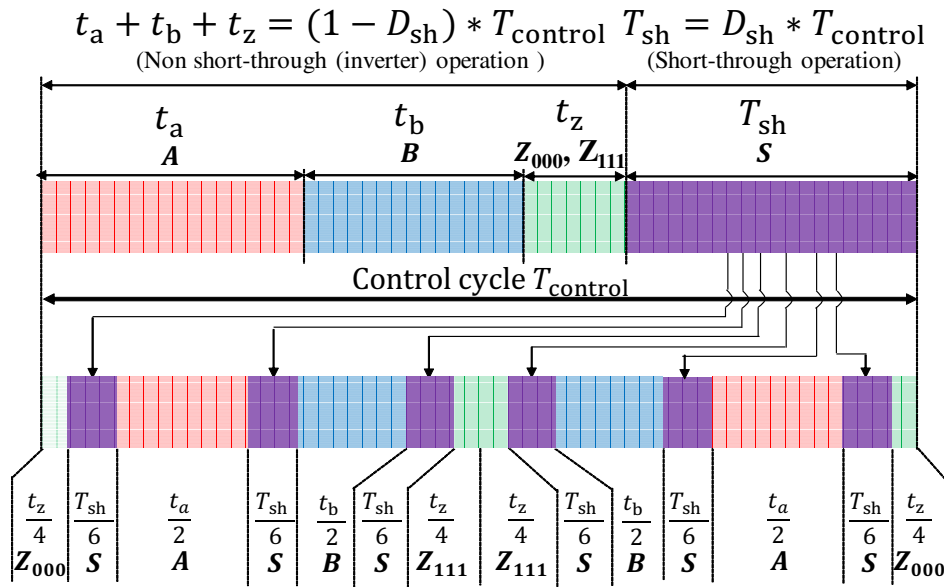 t_a + t_b + t_z = (1 − D_sh) * T_control T_sh = D_sh * T_control
(Non short-through (inverter) operation ) (Short-through operation)
t_a t_b t_z T_sh
A B Z_000, Z_111 S
Control cycle T_control
t_z/4 T_sh/6 t_a/2 T_sh/6 t_b/2 T_sh/6 t_z/4 t_z/4 T_sh/6 t_b/2 T_sh/6 t_a/2 T_sh/6 t_z/4
Z_000 S A S B S Z_111 Z_111 S B S A S Z_000